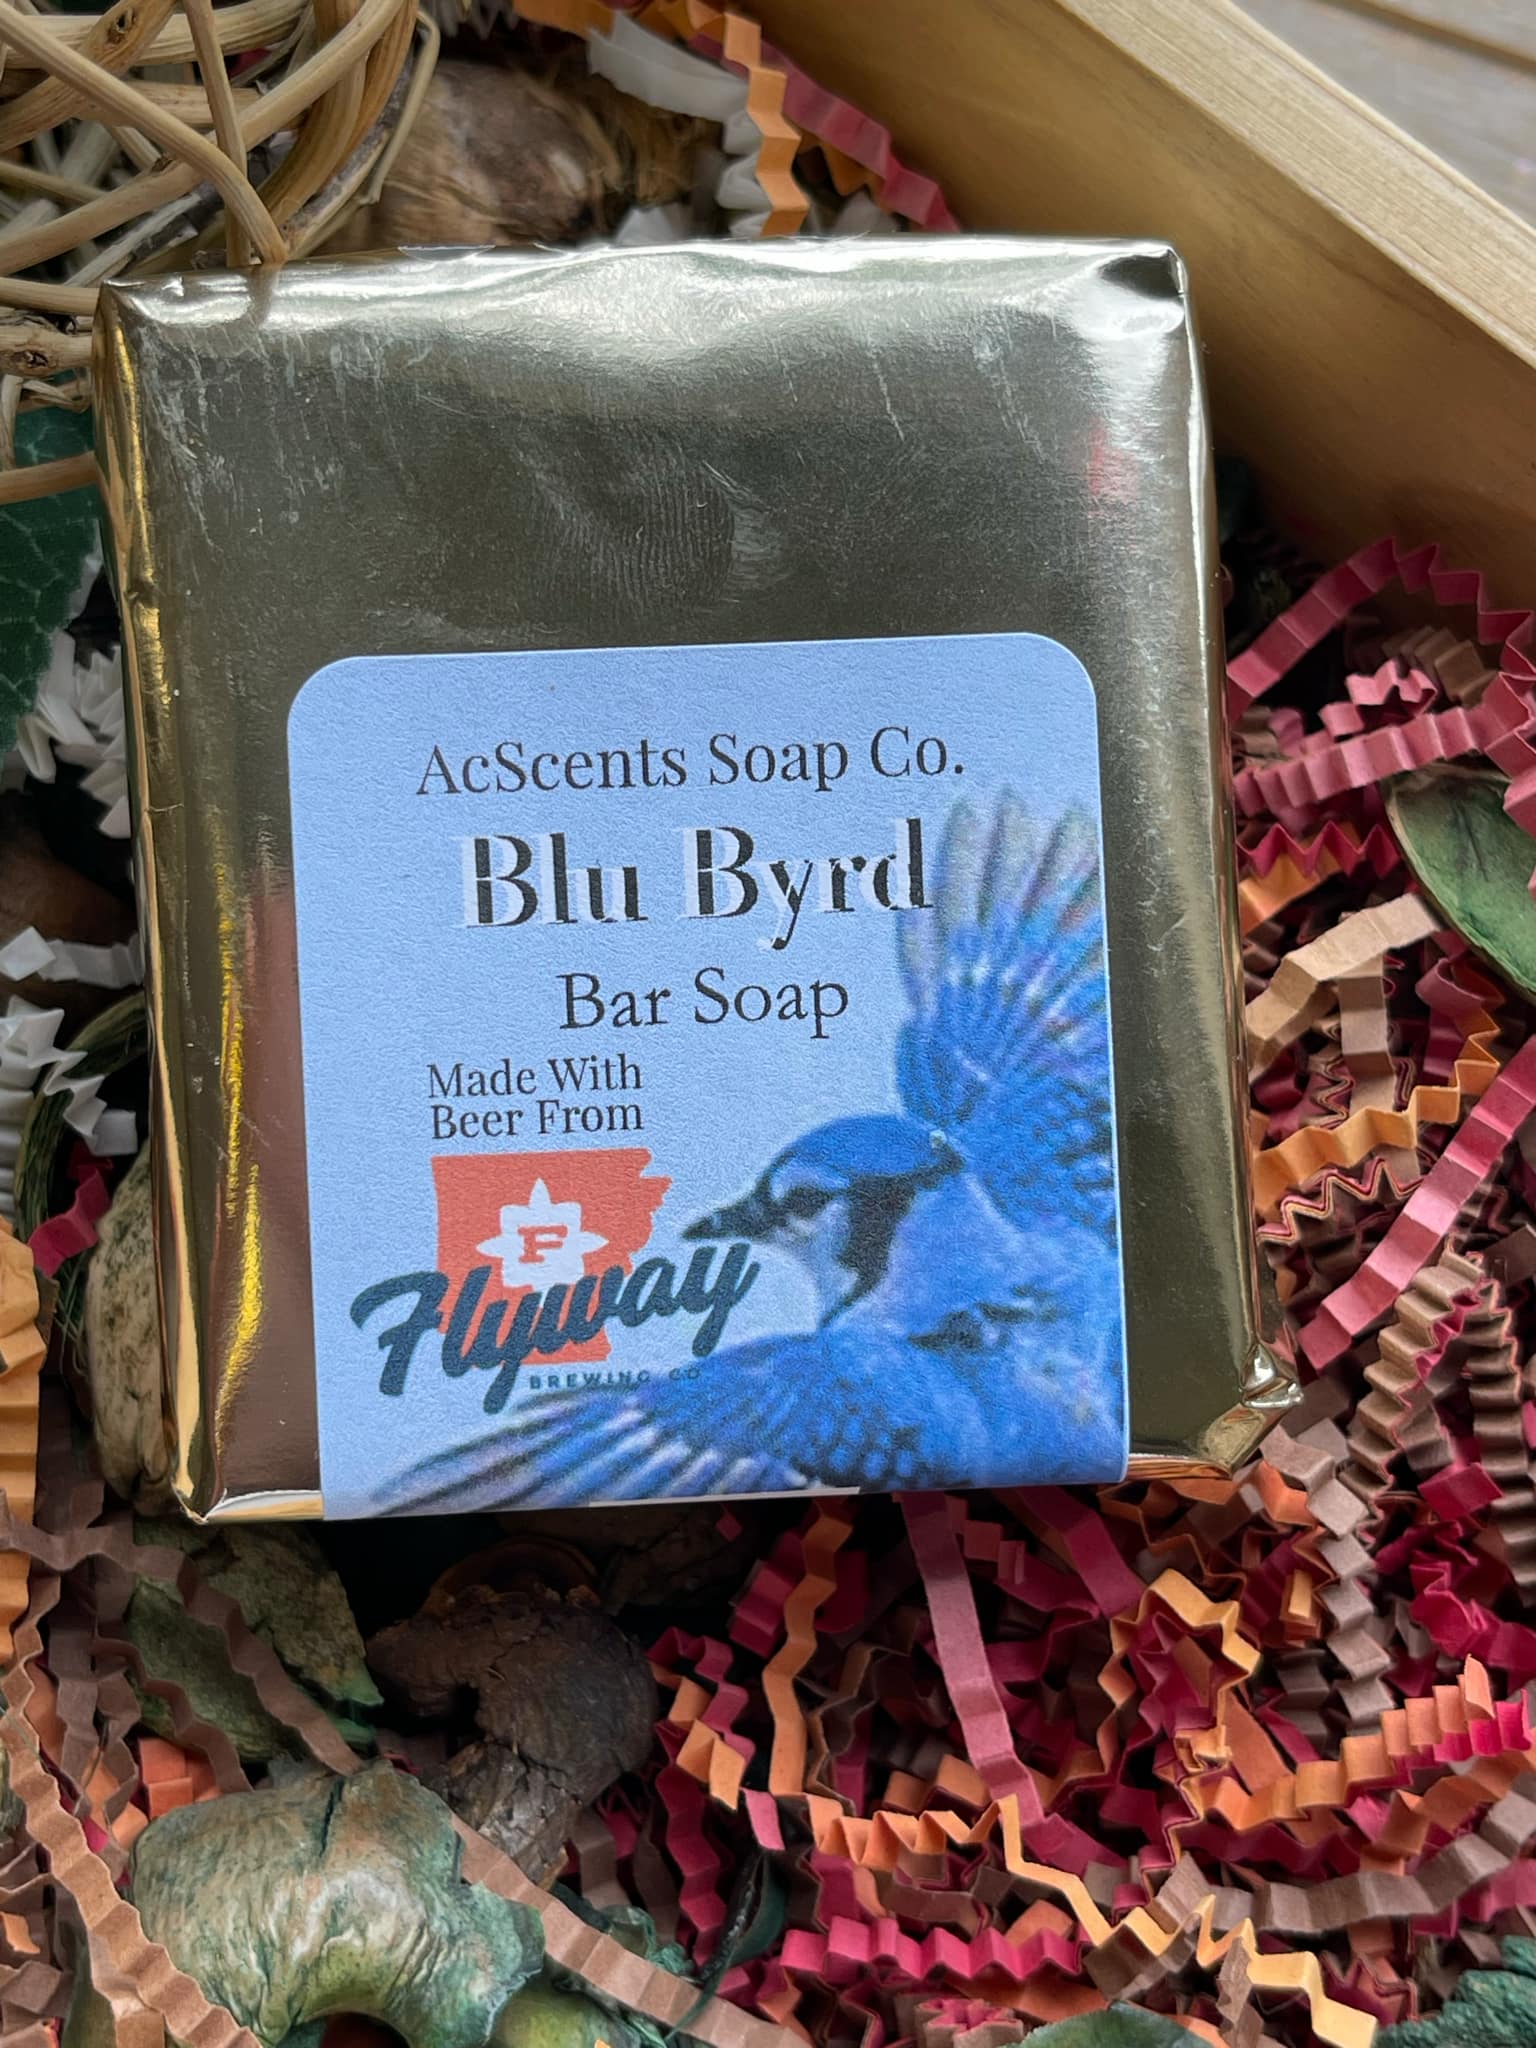 AcScents Soap Co.
Blu Byrd
Bar Soap
Made With
Beer From
F
Flyway
BREWING CO